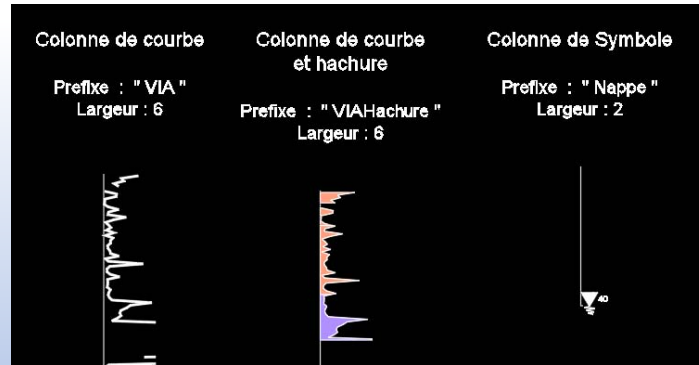 Colonne de courbe
Prefixe : " VIA "
Largeur : 6
Colonne de courbe
et hachure
Prefixe : " VIAHachure "
Largeur : 6
Colonne de Symbole
Prefixe : " Nappe "
Largeur : 2
40